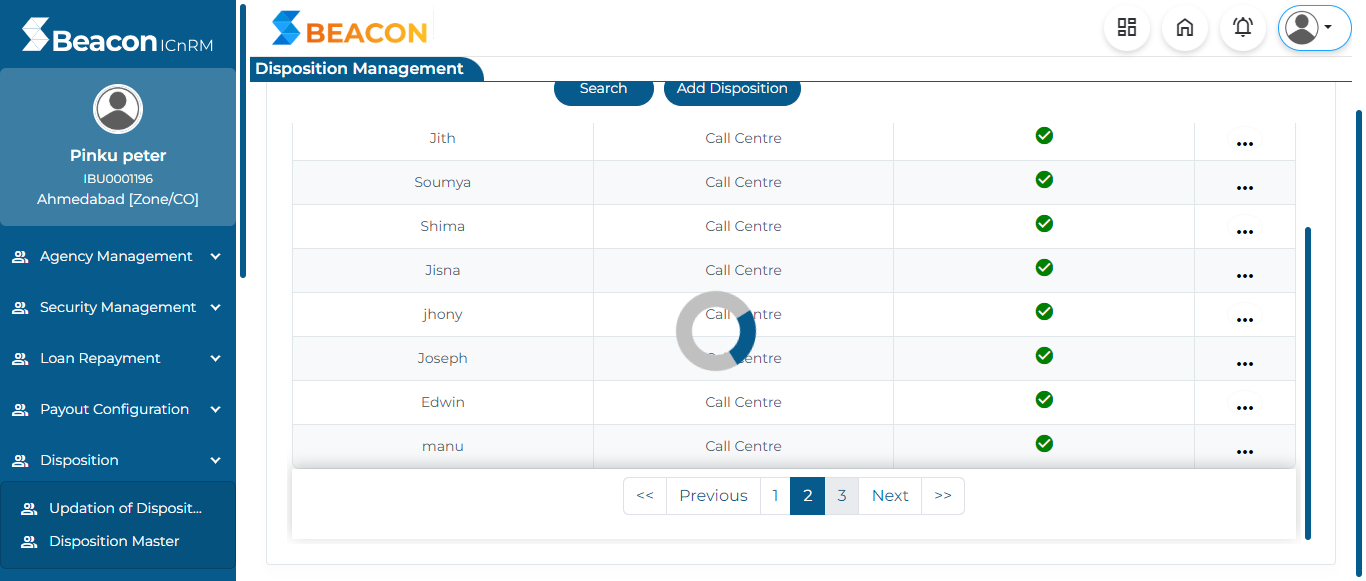 Beacon ICnRM
BEACON
Disposition Management
Pinku peter
IBU0001196
Ahmedabad [Zone/CO]
Agency Management
Security Management
Loan Repayment
Payout Configuration
Disposition
Updation of Disposit...
Disposition Master
Search Add Disposition
Jith Call Centre
Soumya Call Centre
Shima Call Centre
Jisna Call Centre
jhony Call Centre
Joseph Call Centre
Edwin Call Centre
manu Call Centre
<< Previous 1 2 3 Next >>